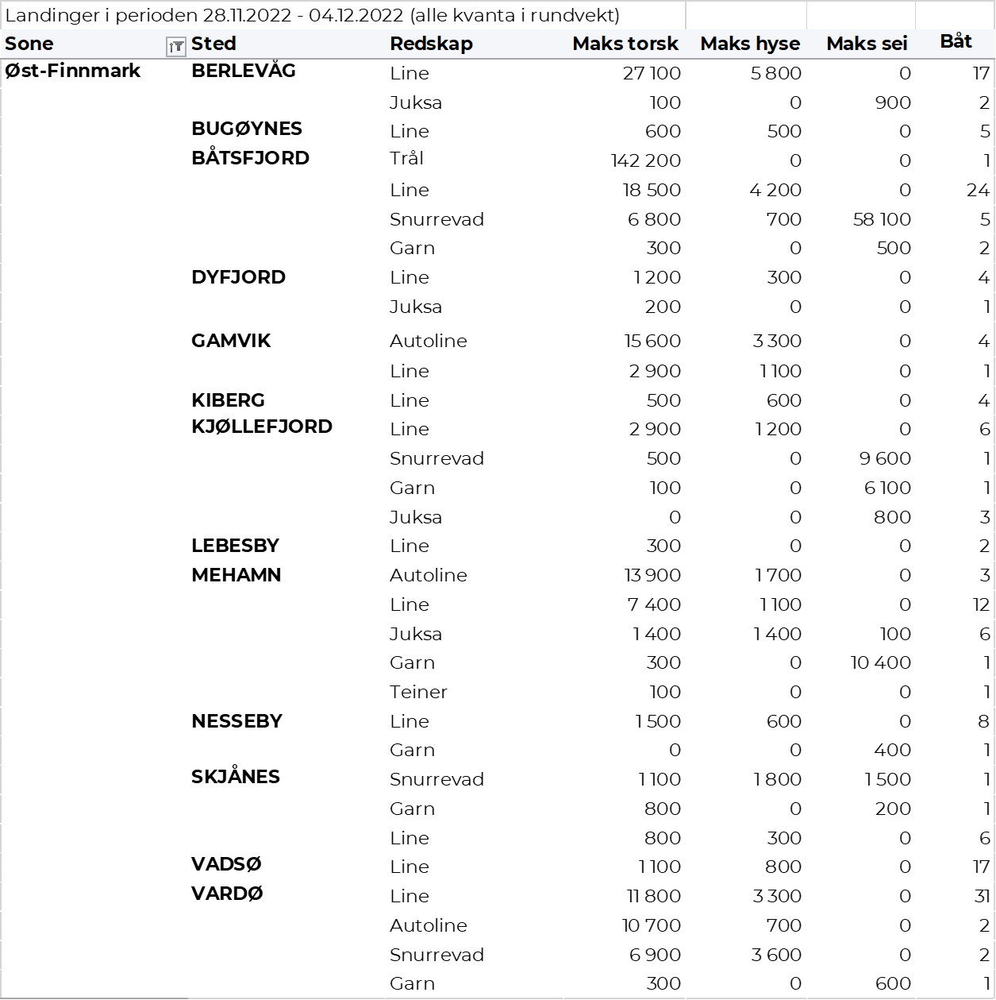 Landinger i perioden 28.11.2022 - 04.12.2022 (alle kvanta i rundvekt)
Sone Sted Redskap Maks torsk Maks hyse Maks sei Båt
Øst-Finnmark BERLEVÅG Line 27 100 5 800 0 17
Juksa 100 0 900 2
BUGØYNES Line 600 500 0 5
BÅTSFJORD Trål 142 200 0 0 1
Line 18 500 4 200 0 24
Snurrevad 6 800 700 58 100 5
Garn 300 0 500 2
DYFJORD Line 1 200 300 0 4
Juksa 200 0 0 1
GAMVIK Autoline 15 600 3 300 0 4
Line 2 900 1 100 0 1
KIBERG Line 500 600 0 4
KJØLLEFJORD Line 2 900 1 200 0 6
Snurrevad 500 0 9 600 1
Garn 100 0 6 100 1
Juksa 0 0 800 3
LEBESBY Line 300 0 0 2
MEHAMN Autoline 13 900 1 700 0 3
Line 7 400 1 100 0 12
Juksa 1 400 1 400 100 6
Garn 300 0 10 400 1
Teiner 100 0 0 1
NESSEBY Line 1 500 600 0 8
Garn 0 0 400 1
SKJÅNES Snurrevad 1 100 1 800 1 500 1
Garn 800 0 200 1
Line 800 300 0 6
VADSØ Line 1 100 800 0 17
VARDØ Line 11 800 3 300 0 31
Autoline 10 700 700 0 2
Snurrevad 6 900 3 600 0 2
Garn 300 0 600 1